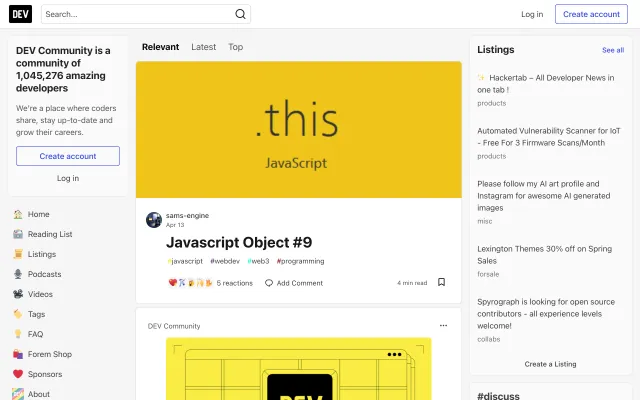 DEV
Search...
Log in
Create account
DEV Community is a
community of
1,045,276 amazing
developers
We're a place where coders
share, stay up-to-date and
grow their careers.
Create account
Log in
Home
Reading List
Listings
Podcasts
Videos
Tags
FAQ
Forem Shop
Sponsors
About
Relevant
Latest
Top
.this
JavaScript
sams-engine
Apr 13
Javascript Object #9
#javascript #webdev #web3 #programming
5 reactions
Add Comment
4 min read
DEV Community
DEV
Listings
See all
✨ Hackertab – All Developer News in
one tab !
products
Automated Vulnerability Scanner for IoT
- Free For 3 Firmware Scans/Month
products
Please follow my AI art profile and
Instagram for awesome AI generated
images
misc
Lexington Themes 30% off on Spring
Sales
forsale
Spyrograph is looking for open source
contributors - all experience levels
welcome!
collabs
Create a Listing
#discuss